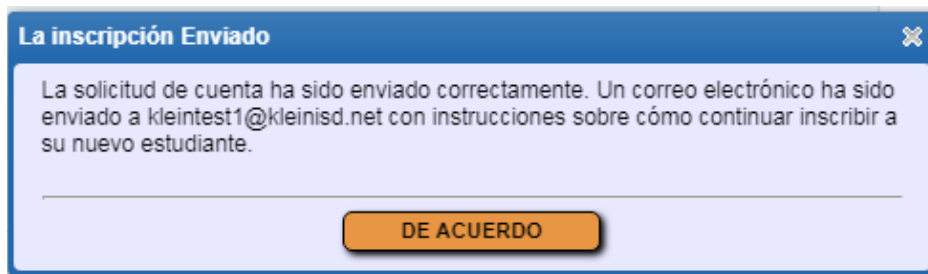 La inscripción Enviado
La solicitud de cuenta ha sido enviado correctamente. Un correo electrónico ha sido
enviado a kleintest1@kleinisd.net con instrucciones sobre cómo continuar inscribir a
su nuevo estudiante.
DE ACUERDO